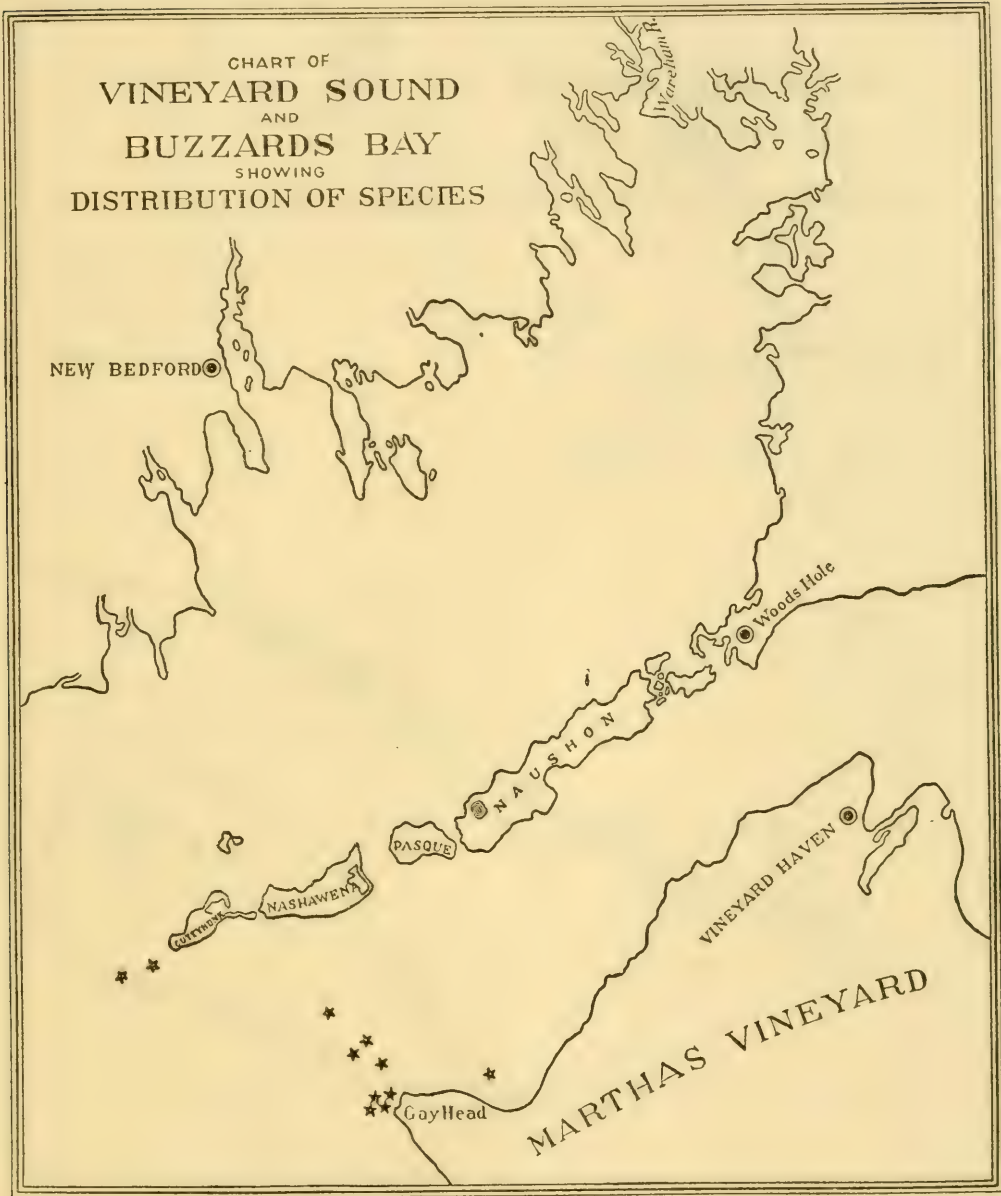 CHART OF
VINEYARD SOUND
AND
BUZZARDS BAY
SHOWING
DISTRIBUTION OF SPECIES
Wareham R.
NEW BEDFORD
Woods Hole
NAUSHON
PASQUE
VINEYARD HAVEN
NASHAWENA
CUTTYHUNK
MARTHAS VINEYARD
Gay Head